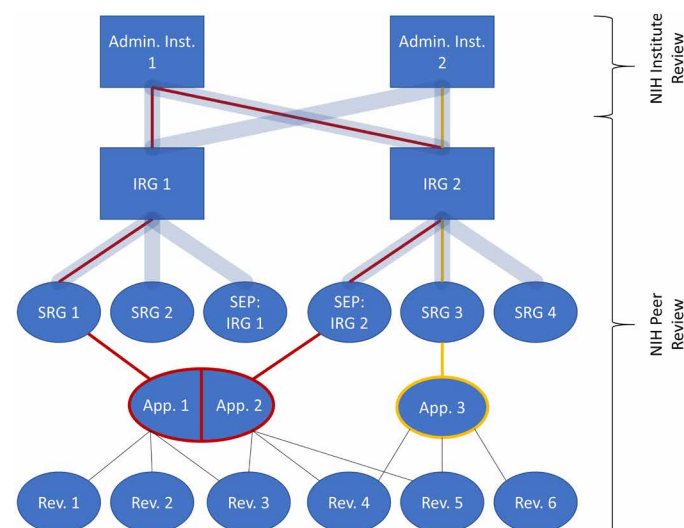 Admin. Inst.
1
Admin. Inst.
2
NIH Institute
Review
IRG 1
IRG 2
SRG 1
SRG 2
SEP:
IRG 1
SEP:
IRG 2
SRG 3
SRG 4
NIH Peer
Review
App. 1
App. 2
App. 3
Rev. 1
Rev. 2
Rev. 3
Rev. 4
Rev. 5
Rev. 6